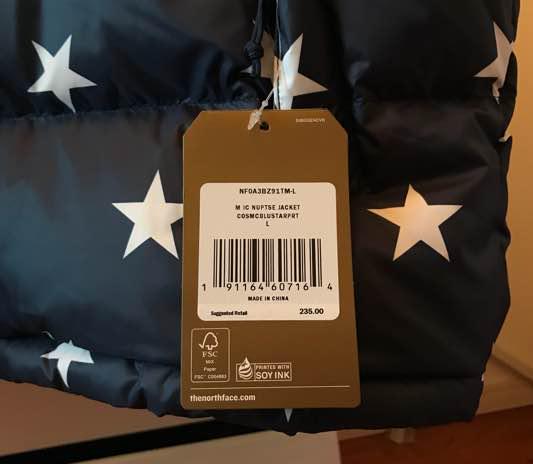 NF0A3BZ91TM-L
M IC NUPTSE JACKET
COSMCBLUSTARPRT
L
1 91164 60716 4
MADE IN CHINA
Suggested Retail 235.00
FSC
MIX
Paper
PRINTED WITH
SOY INK
thenorthface.com